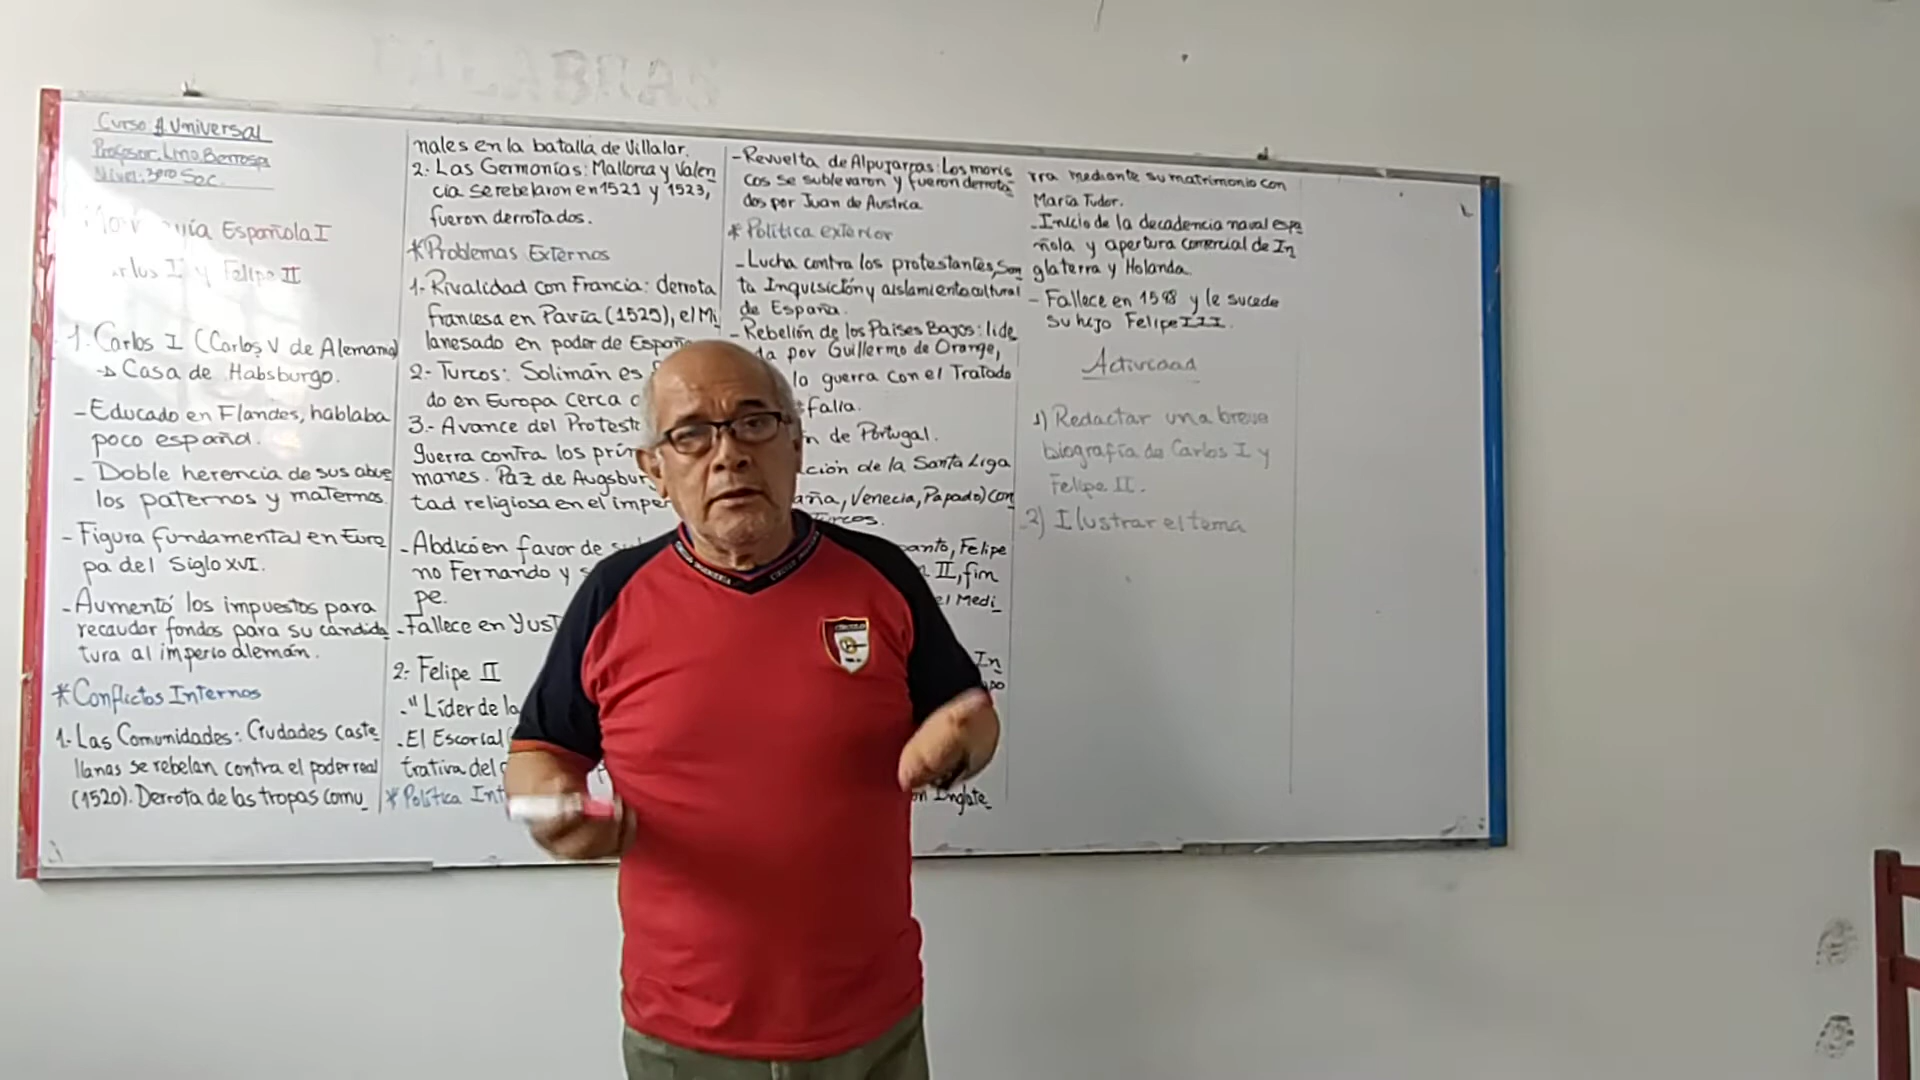 Curso: H Universal
Profesor: Lino Berrospi
Nivel: 3ero Sec.
Española I
Carlos I y Felipe II
1.- Carlos I (Carlos V de Alemania)
→ Casa de Habsburgo.
- Educado en Flandes, hablaba
poco español.
- Doble herencia de sus abue
los paternos y maternos.
- Figura fundamental en Euro
pa del Siglo XVI.
- Aumentó los impuestos para
recaudar fondos para su candida
tura al imperio alemán.
*Conflictos Internos
1.- Las Comunidades: Ciudades caste
llanas se rebelan contra el poder real
(1520). Derrota de las tropas comu_
nales en la batalla de Villalar.
2. Las Germanías: Mallorca y Valen
cia se rebelaron en 1521 y 1523,
fueron derrotados.
*Problemas Externos
1.- Rivalidad con Francia: derrota
francesa en Pavía (1525), el Mi
lanesado en poder de España
2- Turcos: Solimán es
do en Europa cerca
3.- Avance del Protest
guerra contra los prín
manes. Paz de Augsbur
tad religiosa en el imper
- Abdicó en favor de su
no Fernando y
pe.
- Fallece en Yust
2- Felipe II
- "Líder de la
- El Escorial
trativa del
*Política Int
- Revuelta de Alpujarras: Los moris
cos se sublevaron y fueron derrota
dos por Juan de Austria
* Política exterior
- Lucha contra los protestantes, San
ta Inquisición y aislamiento cultural
de España.
- Rebelión de los Países Bajos: lide
da por Guillermo de Orange,
la guerra con el Tratado
falia.
n de Portugal.
ción de la Santa Liga
aña, Venecia, Papado) con
Turcos.
panto, Felipe
II, fin
el Medi_
In
on Inglate_
rra mediante su matrimonio con
María Tudor.
- Inicio de la decadencia naval espa
ñola y apertura comercial de In
glaterra y Holanda.
- Fallece en 1598 y le sucede
su hijo Felipe III.
Actividad
1) Redactar una breve
biografía de Carlos I y
Felipe II.
2) Ilustrar el tema